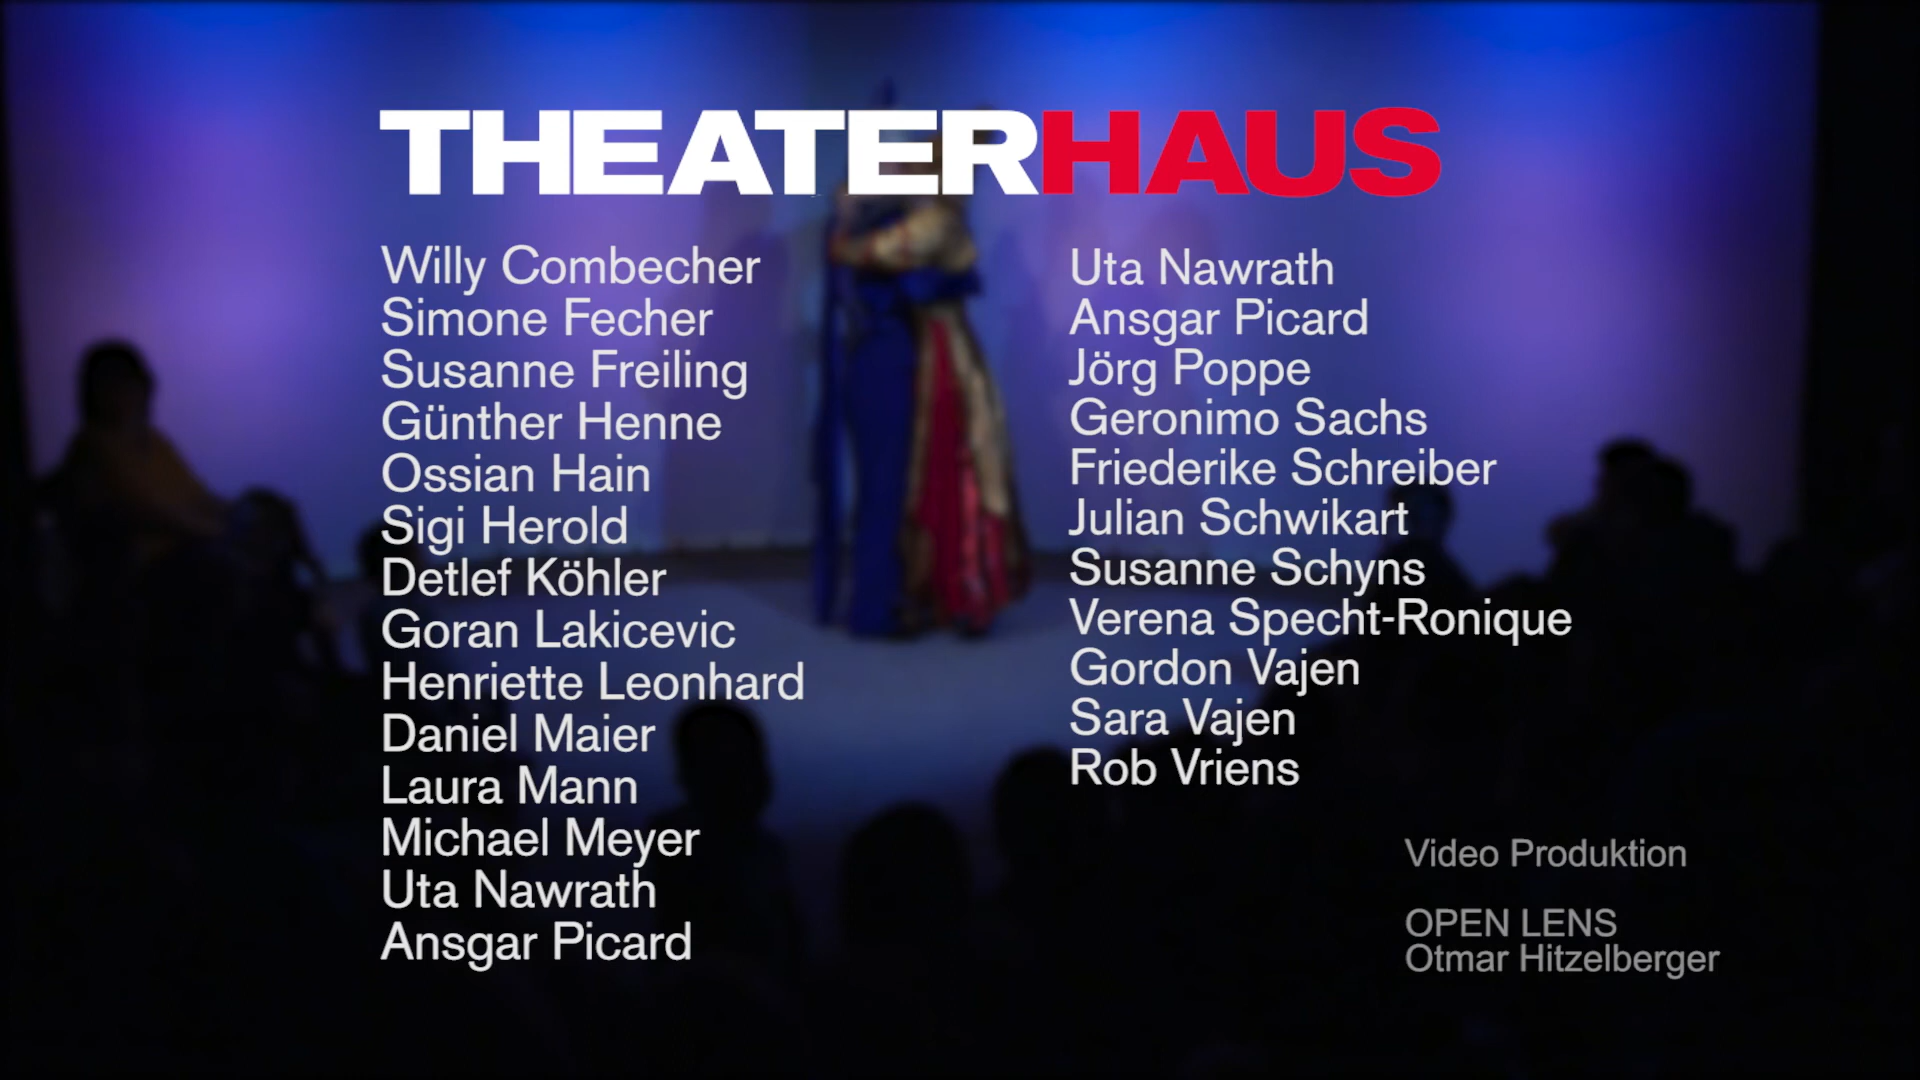 THEATERHAUS
Willy Combecher
Simone Fecher
Susanne Freiling
Günther Henne
Ossian Hain
Sigi Herold
Detlef Köhler
Goran Lakicevic
Henriette Leonhard
Daniel Maier
Laura Mann
Michael Meyer
Uta Nawrath
Ansgar Picard
Uta Nawrath
Ansgar Picard
Jörg Poppe
Geronimo Sachs
Friederike Schreiber
Julian Schwikart
Susanne Schyns
Verena Specht-Ronique
Gordon Vajen
Sara Vajen
Rob Vriens
Video Produktion
OPEN LENS
Otmar Hitzelberger